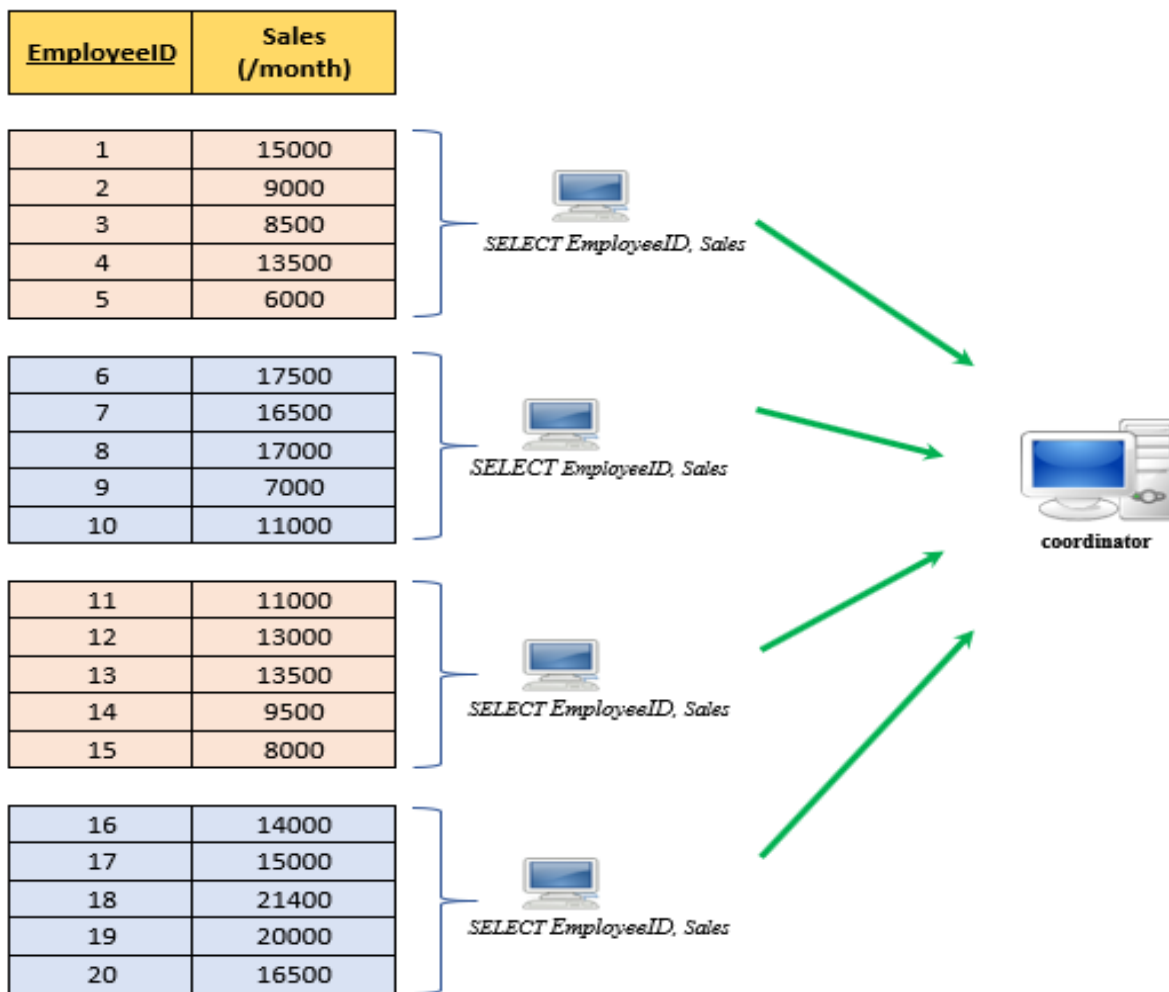 EmployeeID Sales
(/month)
1 15000
2 9000
3 8500
4 13500
5 6000
SELECT EmployeeID, Sales
6 17500
7 16500
8 17000
9 7000
10 11000
SELECT EmployeeID, Sales
coordinator
11 11000
12 13000
13 13500
14 9500
15 8000
SELECT EmployeeID, Sales
16 14000
17 15000
18 21400
19 20000
20 16500
SELECT EmployeeID, Sales